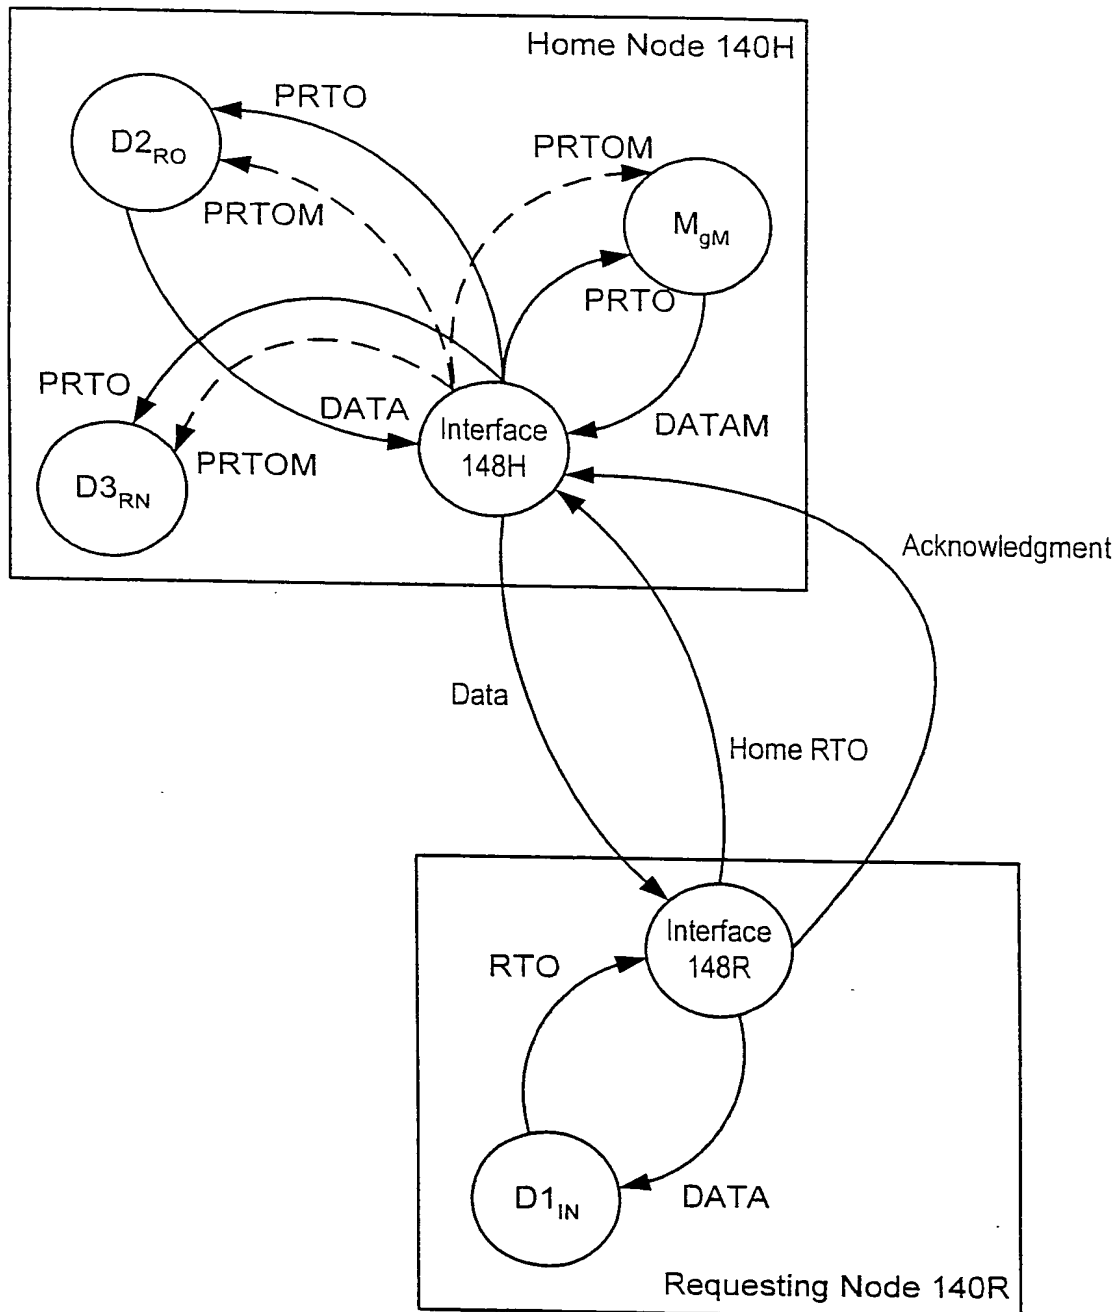 Home Node 140H
PRTO
D2RO
PRTOM
PRTOM
MgM
PRTO
PRTO
DATA
Interface
148H
DATAM
PRTOM
D3RN
Acknowledgment
Data
Home RTO
Interface
148R
RTO
D1IN
DATA
Requesting Node 140R